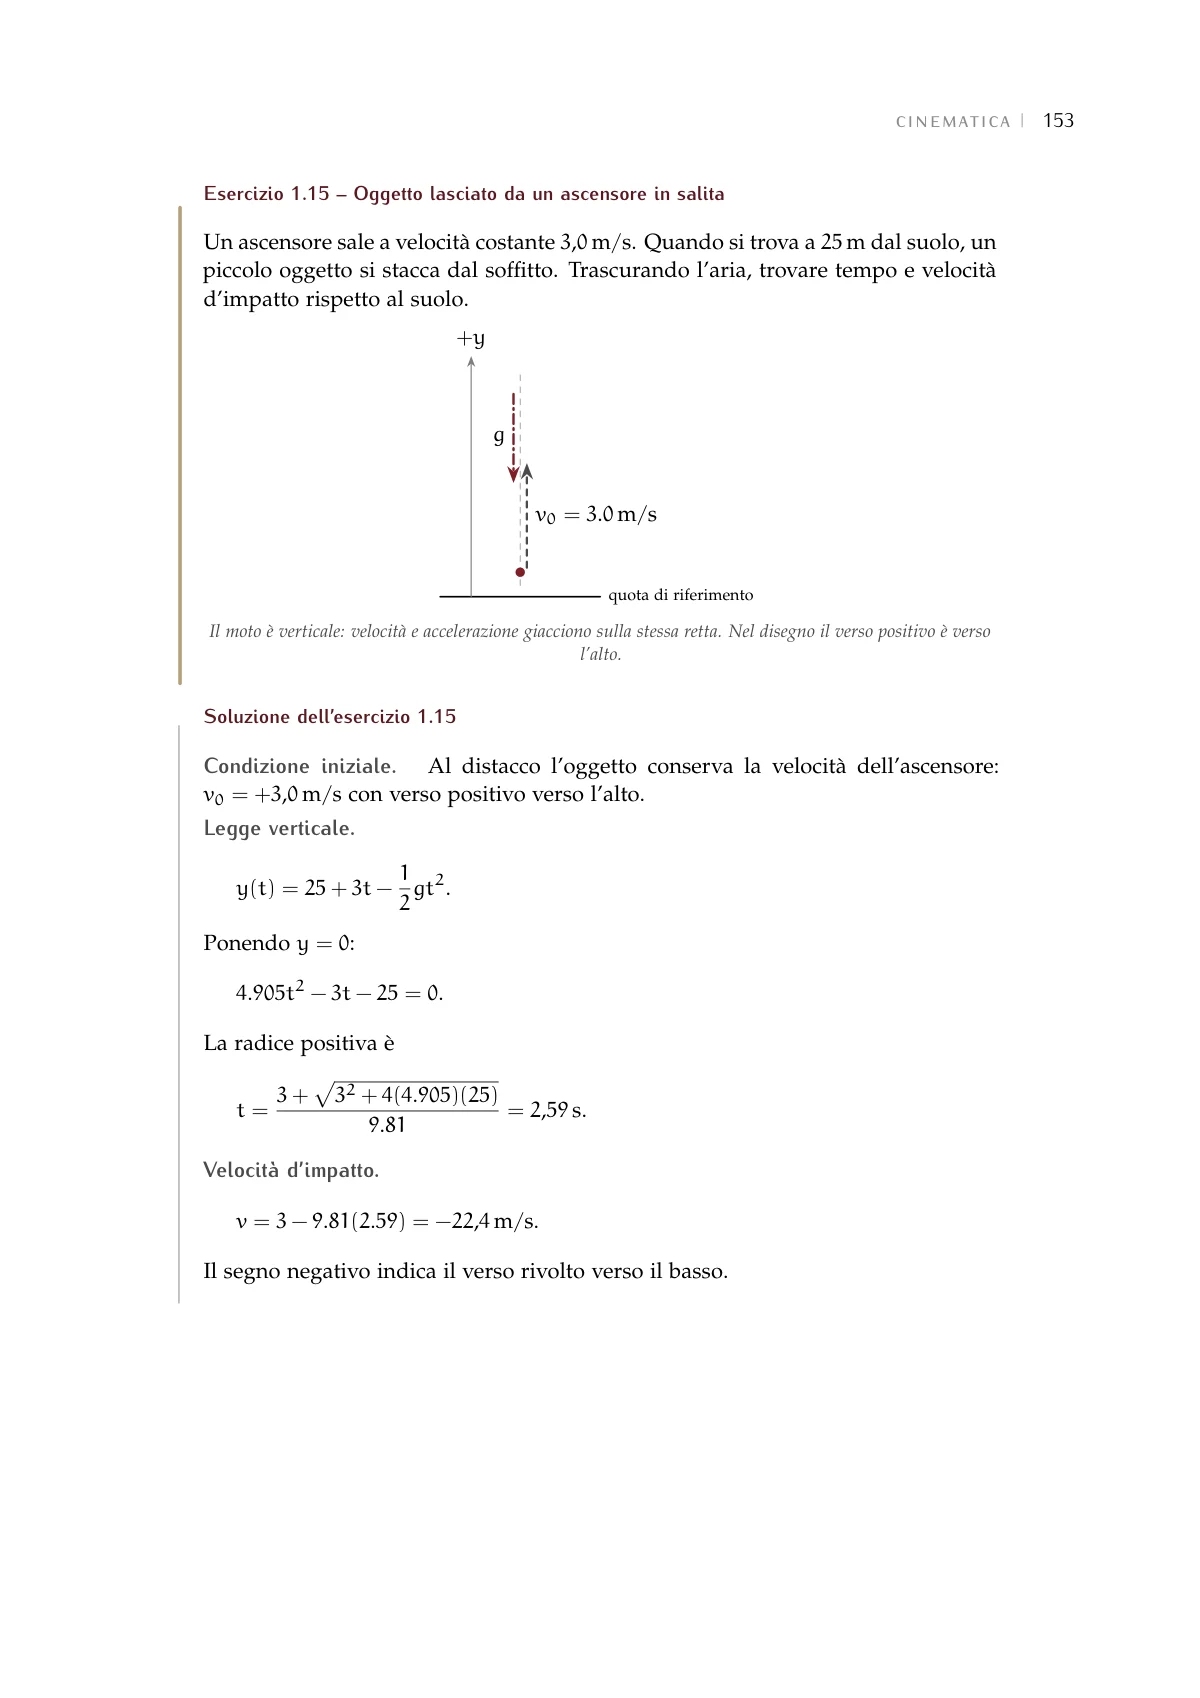 CINEMATICA | 153
Esercizio 1.15 – Oggetto lasciato da un ascensore in salita
Un ascensore sale a velocità costante 3,0 m/s. Quando si trova a 25 m dal suolo, un
piccolo oggetto si stacca dal soffitto. Trascurando l'aria, trovare tempo e velocità
d'impatto rispetto al suolo.
+y
g
v₀ = 3.0 m/s
quota di riferimento
Il moto è verticale: velocità e accelerazione giacciono sulla stessa retta. Nel disegno il verso positivo è verso
l'alto.
Soluzione dell'esercizio 1.15
Condizione iniziale. Al distacco l'oggetto conserva la velocità dell'ascensore:
v₀ = +3,0 m/s con verso positivo verso l'alto.
Legge verticale.
y(t) = 25 + 3t − 1/2 gt².
Ponendo y = 0:
4.905t² − 3t − 25 = 0.
La radice positiva è
t = (3 + √(3² + 4(4.905)(25))) / 9.81 = 2,59 s.
Velocità d'impatto.
v = 3 − 9.81(2.59) = −22,4 m/s.
Il segno negativo indica il verso rivolto verso il basso.